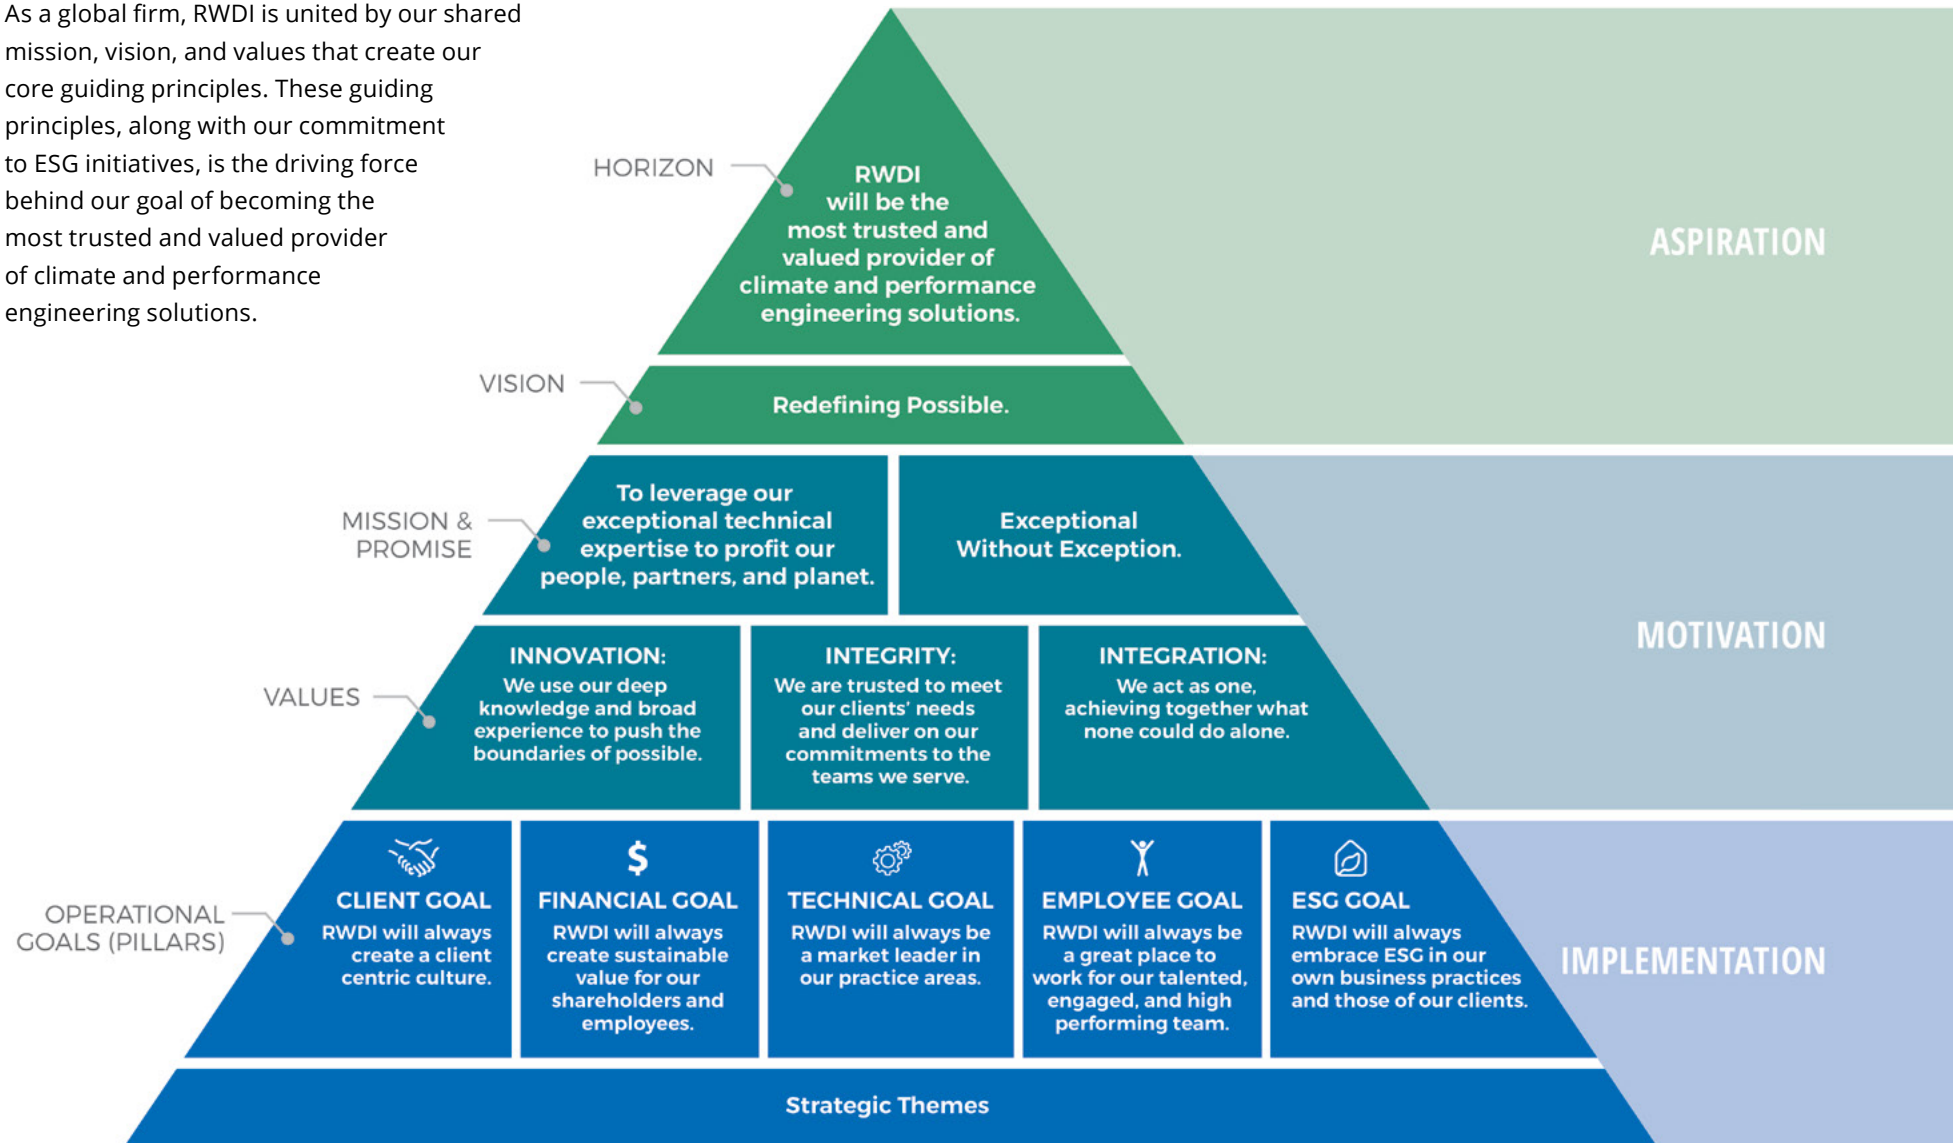 As a global firm, RWDI is united by our shared
mission, vision, and values that create our
core guiding principles. These guiding
principles, along with our commitment
to ESG initiatives, is the driving force
behind our goal of becoming the
most trusted and valued provider
of climate and performance
engineering solutions.
HORIZON
RWDI
will be the
most trusted and
valued provider of
climate and performance
engineering solutions.
ASPIRATION
VISION
Redefining Possible.
MISSION &
PROMISE
To leverage our
exceptional technical
expertise to profit our
people, partners, and planet.
Exceptional
Without Exception.
MOTIVATION
VALUES
INNOVATION:
We use our deep
knowledge and broad
experience to push the
boundaries of possible.
INTEGRITY:
We are trusted to meet
our clients' needs
and deliver on our
commitments to the
teams we serve.
INTEGRATION:
We act as one,
achieving together what
none could do alone.
OPERATIONAL
GOALS (PILLARS)
CLIENT GOAL
RWDI will always
create a client
centric culture.
$
FINANCIAL GOAL
RWDI will always
create sustainable
value for our
shareholders and
employees.
TECHNICAL GOAL
RWDI will always be
a market leader in
our practice areas.
EMPLOYEE GOAL
RWDI will always be
a great place to
work for our talented,
engaged, and high
performing team.
ESG GOAL
RWDI will always
embrace ESG in our
own business practices
and those of our clients.
IMPLEMENTATION
Strategic Themes